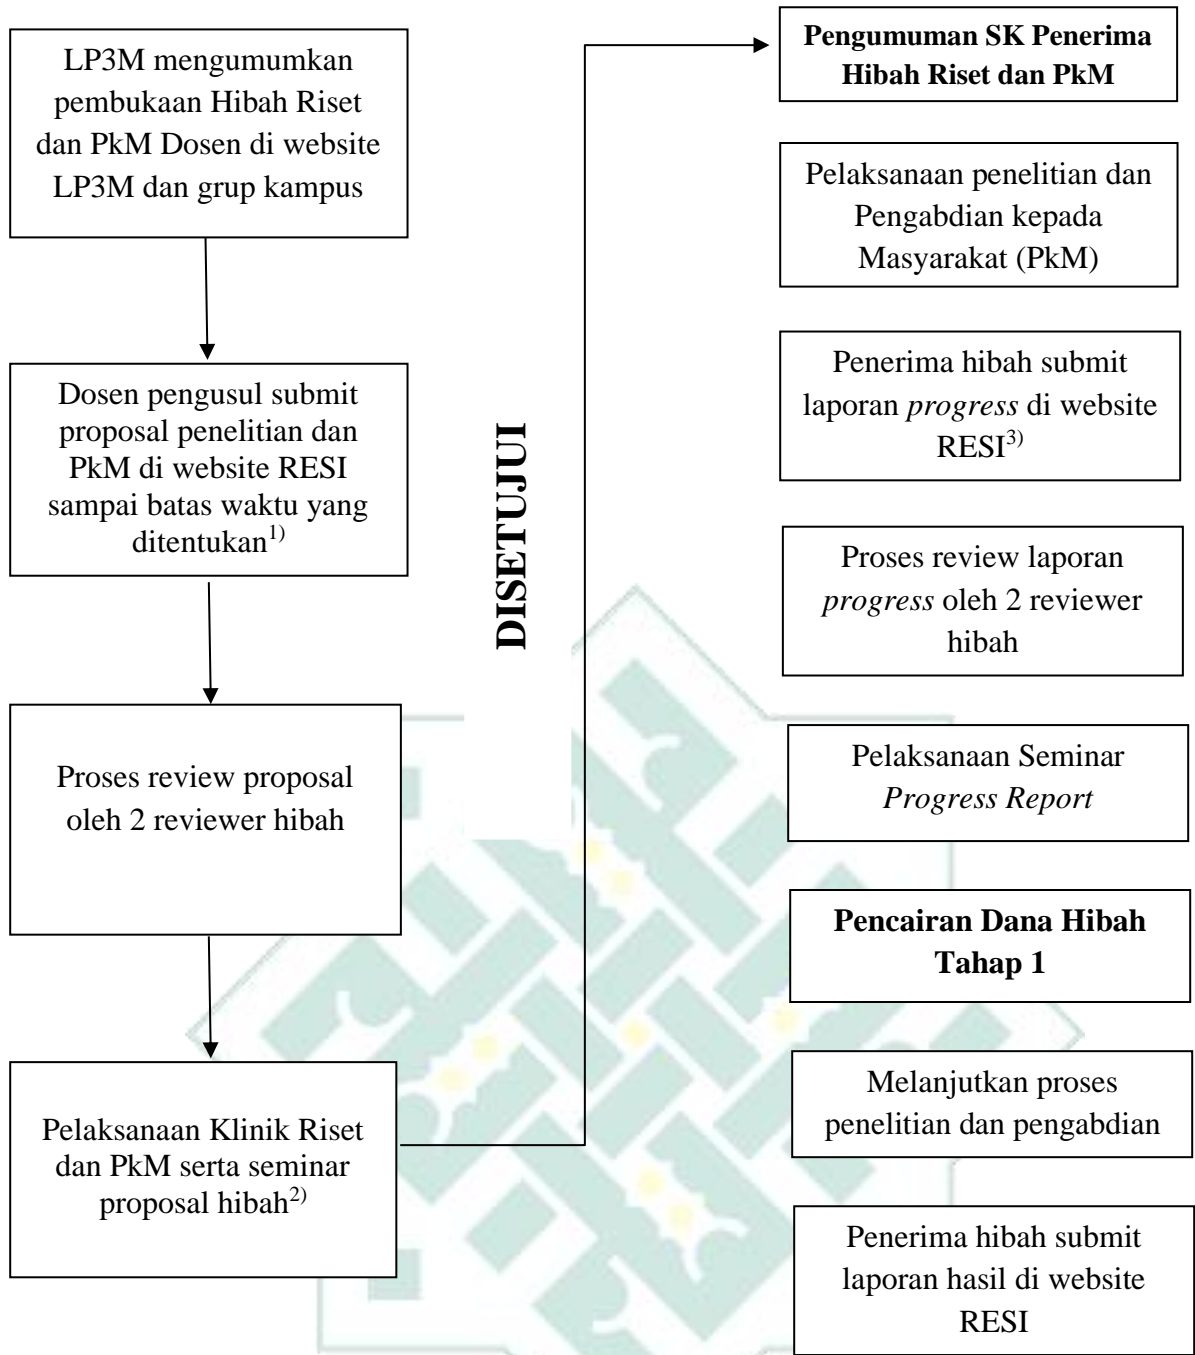 LP3M mengumumkan
pembukaan Hibah Riset
dan PkM Dosen di website
LP3M dan grup kampus
Dosen pengusul submit
proposal penelitian dan
PkM di website RESI
sampai batas waktu yang
ditentukan1)
Proses review proposal
oleh 2 reviewer hibah
Pelaksanaan Klinik Riset
dan PkM serta seminar
proposal hibah2)
DISETUJUI
Pengumuman SK Penerima
Hibah Riset dan PkM
Pelaksanaan penelitian dan
Pengabdian kepada
Masyarakat (PkM)
Penerima hibah submit
laporan progress di website
RESI3)
Proses review laporan
progress oleh 2 reviewer
hibah
Pelaksanaan Seminar
Progress Report
Pencairan Dana Hibah
Tahap 1
Melanjutkan proses
penelitian dan pengabdian
Penerima hibah submit
laporan hasil di website
RESI